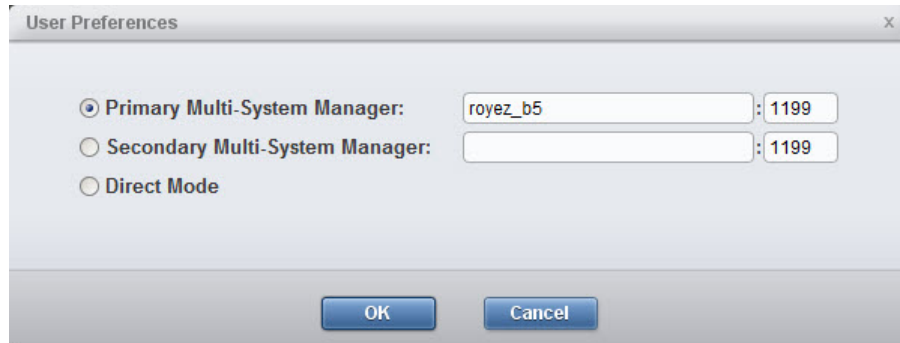 User Preferences x
Primary Multi-System Manager: royez_b5 : 1199
Secondary Multi-System Manager: : 1199
Direct Mode
OK Cancel